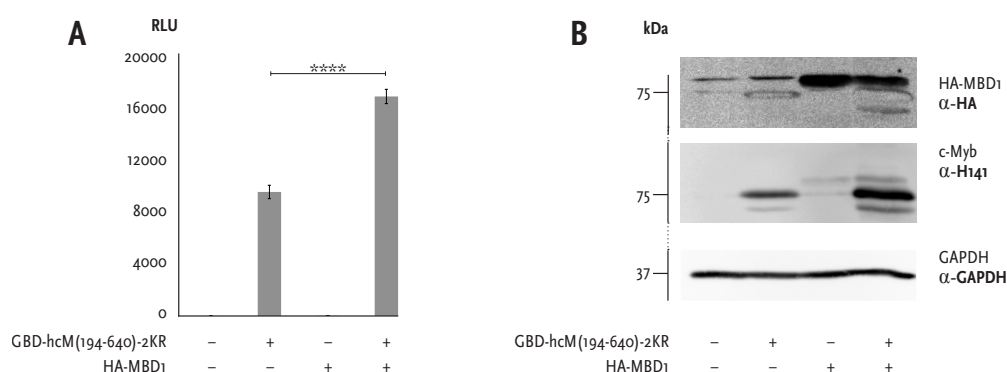 A
RLU
20000
16000
12000
8000
4000
0
****
GBD-hcM(194-640)-2KR – + – +
HA-MBD1 – – + +
B
kDa
75
HA-MBD1
α-HA
75
c-Myb
α-H141
37
GAPDH
α-GAPDH
GBD-hcM(194-640)-2KR – + – +
HA-MBD1 – – + +